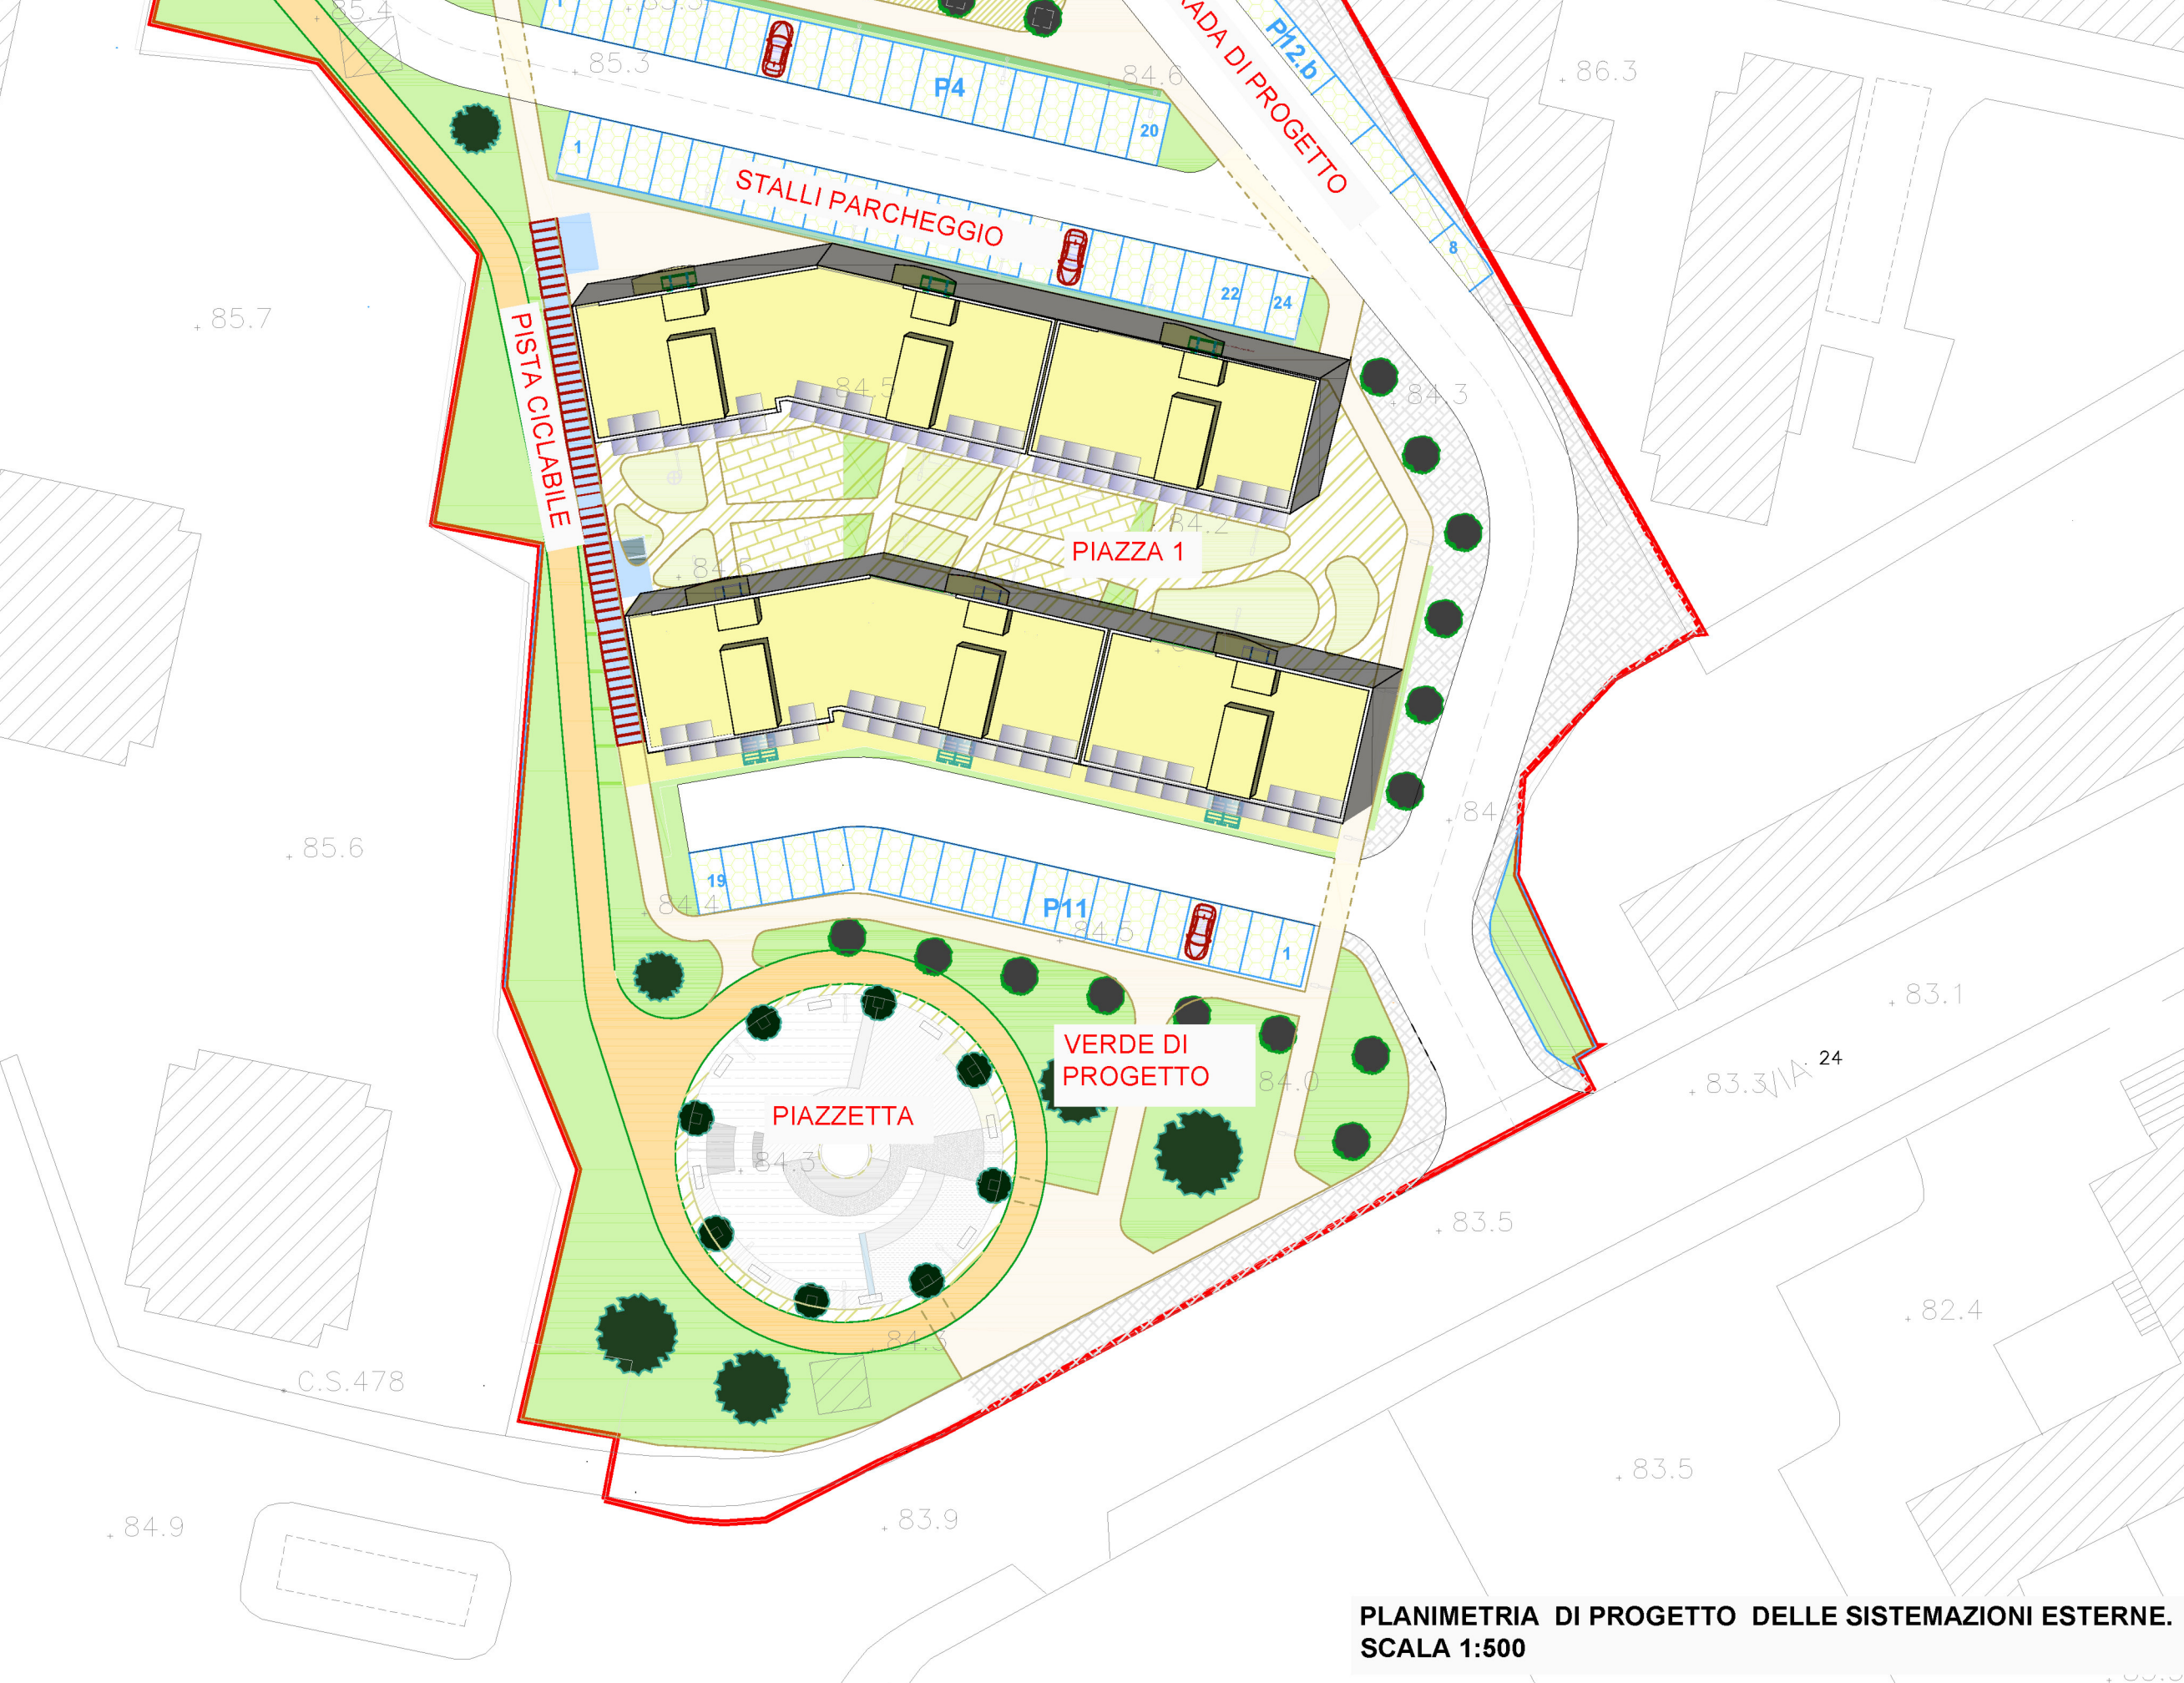 85.4
85.3
84.6
86.3
P4
20
P12.b
ADA DI PROGETTO
1
STALLI PARCHEGGIO
8
22
24
85.7
PISTA CICLABILE
84.5
84.3
84.2
PIAZZA 1
84.6
85.6
84
19
84.4
P11
84.5
1
83.1
VERDE DI
PROGETTO
84.0
83.3
VIA
24
PIAZZETTA
84.3
83.5
82.4
84.3
C.S.478
83.5
84.9
83.9
PLANIMETRIA DI PROGETTO DELLE SISTEMAZIONI ESTERNE.
SCALA 1:500